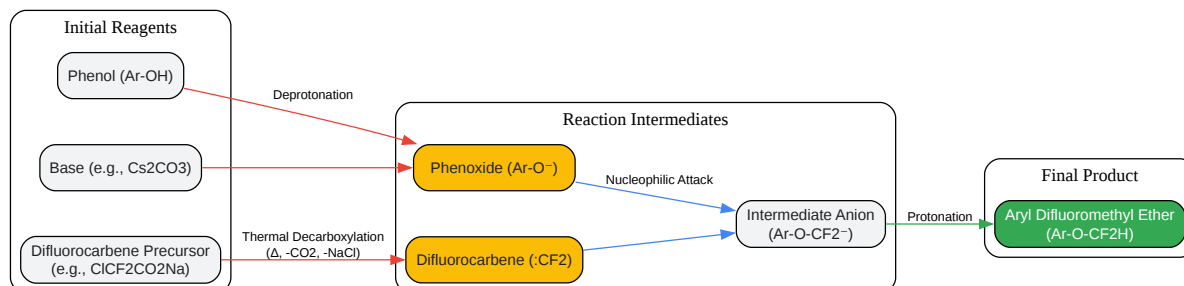 Initial Reagents
Phenol (Ar-OH)
Deprotonation
Base (e.g., Cs2CO3)
Difluorocarbene Precursor
(e.g., ClCF2CO2Na)
Thermal Decarboxylation
(Δ, -CO2, -NaCl)
Reaction Intermediates
Phenoxide (Ar-O⁻)
Nucleophilic Attack
Difluorocarbene (:CF2)
Intermediate Anion
(Ar-O-CF2⁻)
Protonation
Final Product
Aryl Difluoromethyl Ether
(Ar-O-CF2H)